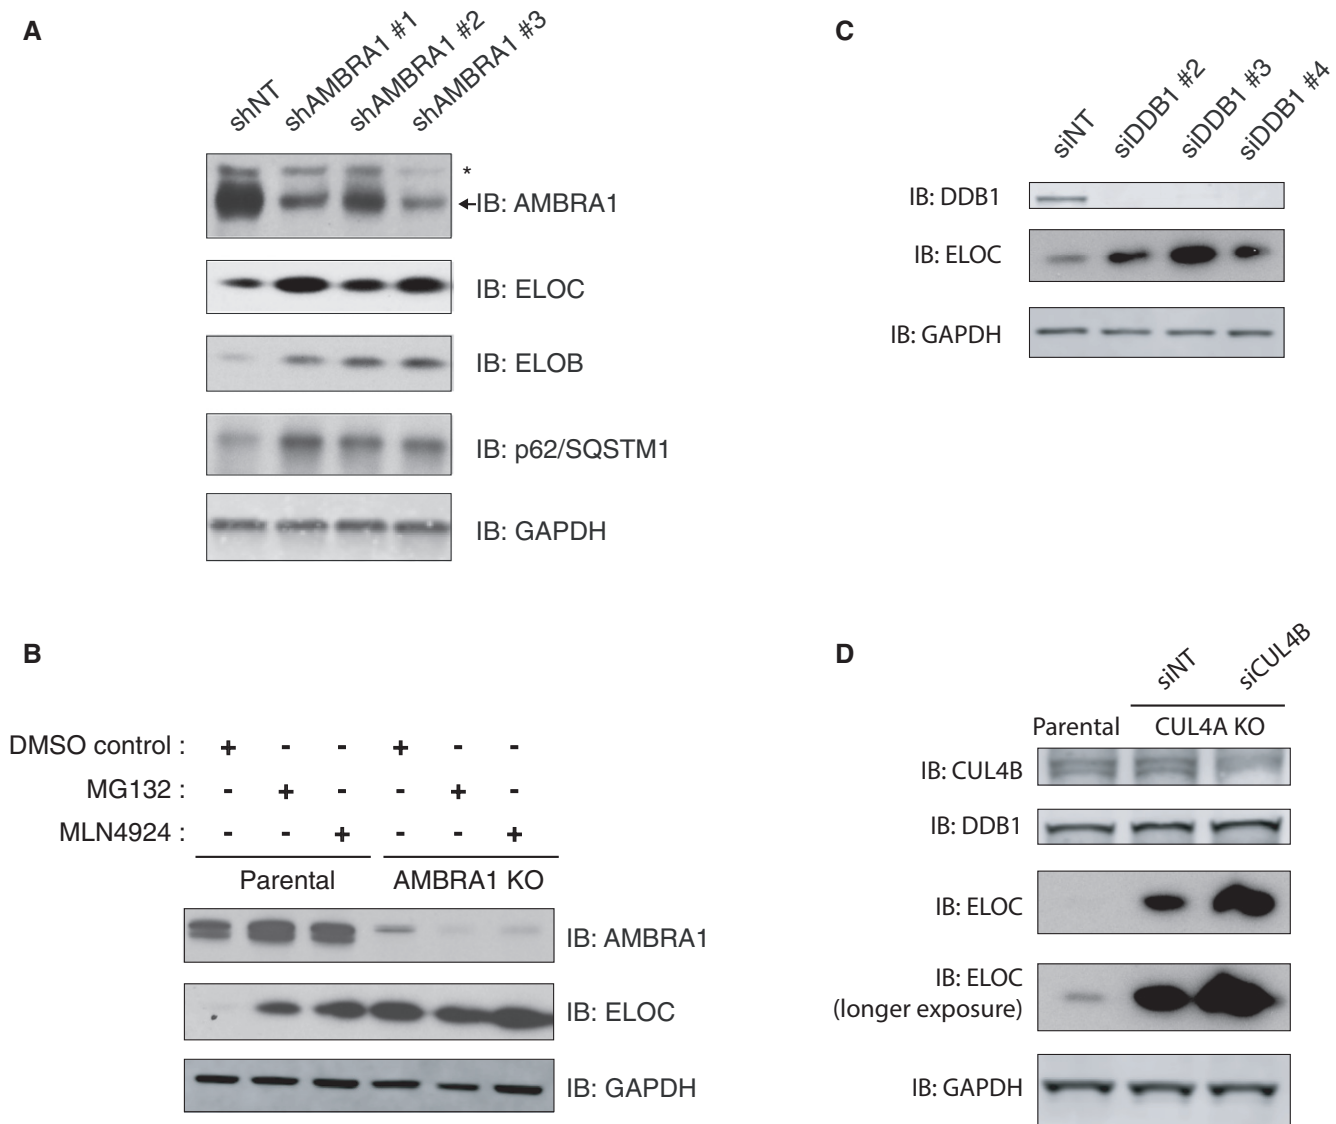 A
shNT
shAMBRA1 #1
shAMBRA1 #2
shAMBRA1 #3
*
IB: AMBRA1
IB: ELOC
IB: ELOB
IB: p62/SQSTM1
IB: GAPDH
B
DMSO control : + - - + - -
MG132 : - + - - + -
MLN4924 : - - + - - +
Parental AMBRA1 KO
IB: AMBRA1
IB: ELOC
IB: GAPDH
C
siNT
siDDB1 #2
siDDB1 #3
siDDB1 #4
IB: DDB1
IB: ELOC
IB: GAPDH
D
siNT
siCUL4B
Parental CUL4A KO
IB: CUL4B
IB: DDB1
IB: ELOC
IB: ELOC
(longer exposure)
IB: GAPDH